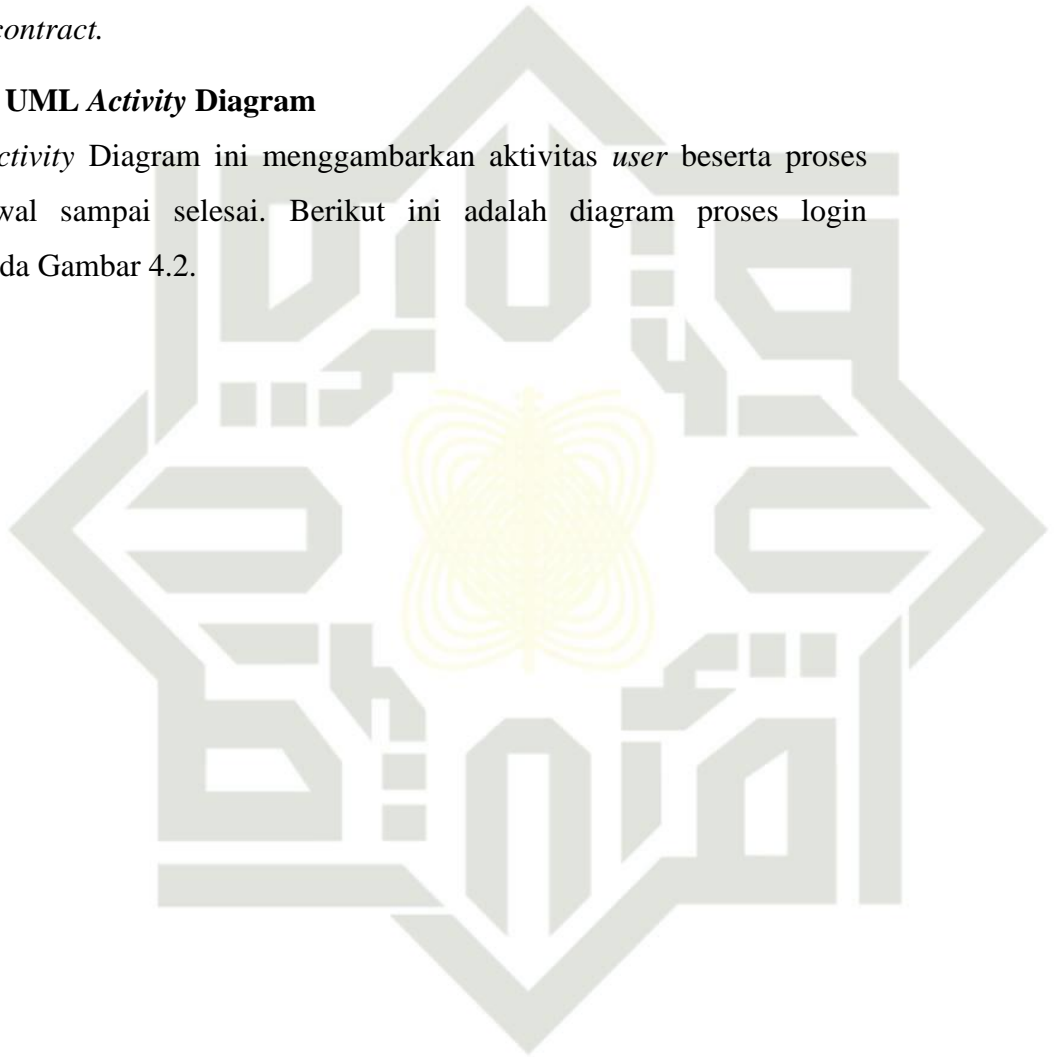 contract.
UML Activity Diagram
ctivity Diagram ini menggambarkan aktivitas user beserta proses
wal sampai selesai. Berikut ini adalah diagram proses login
da Gambar 4.2.